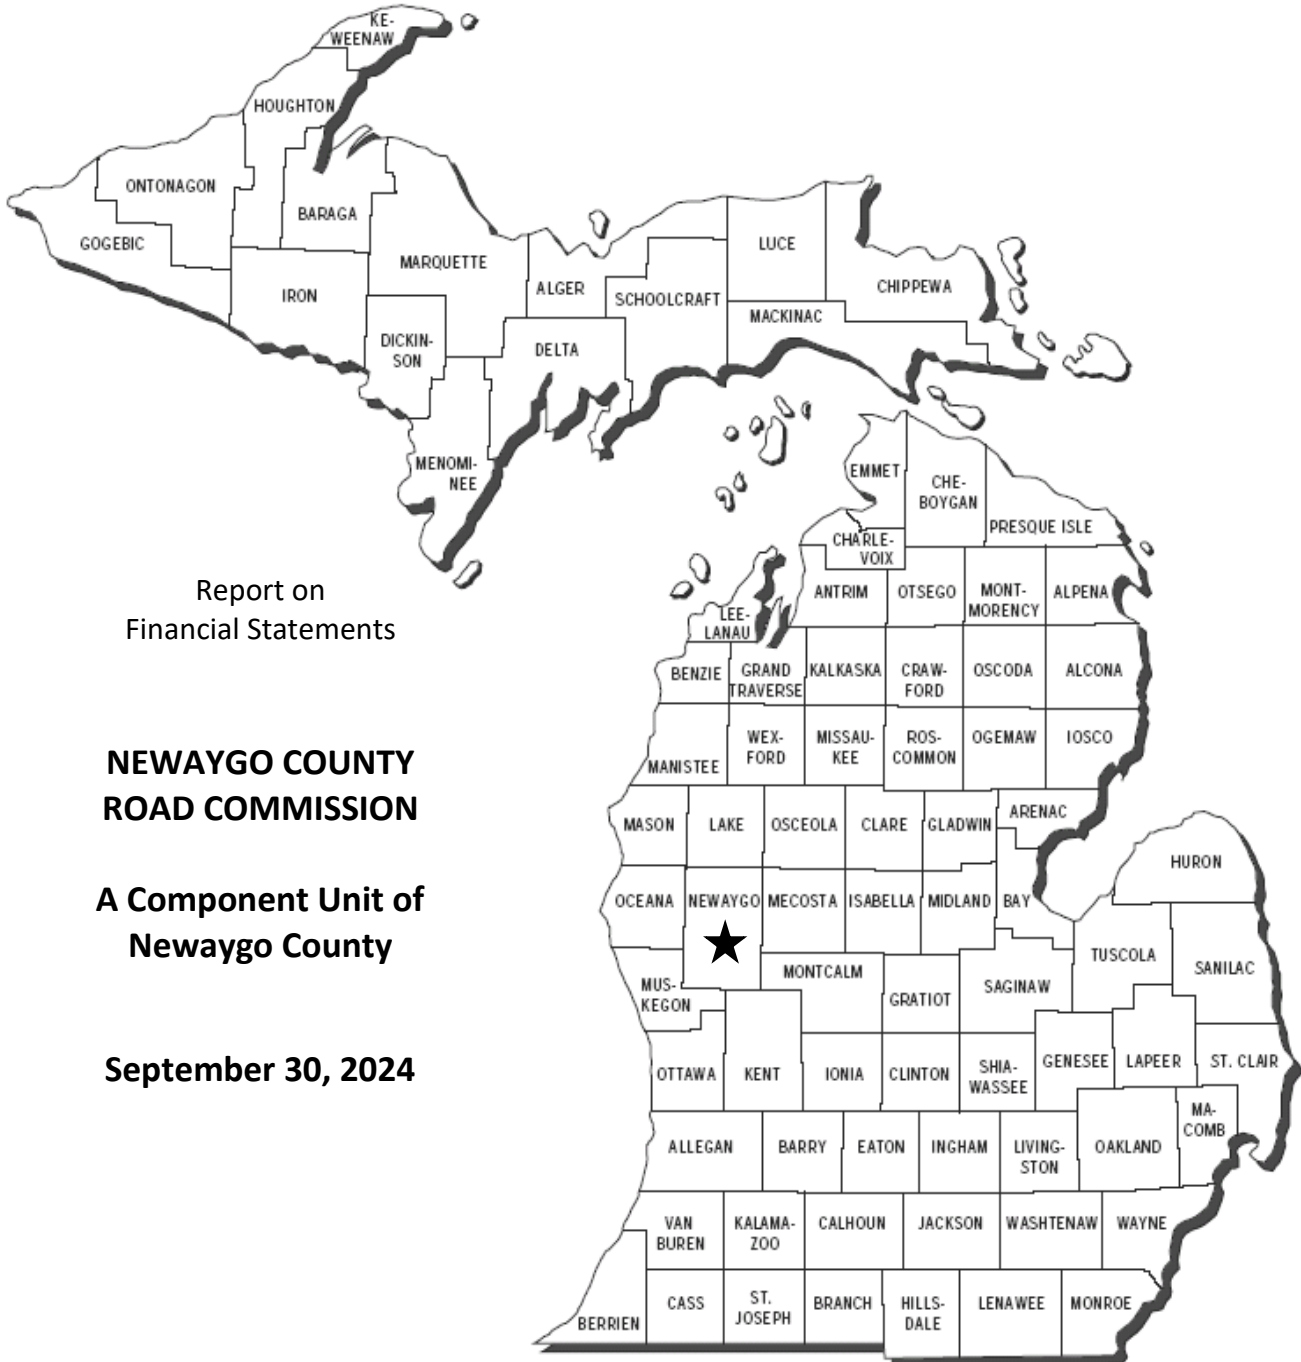 KE-
WEENAW
HOUGHTON
ONTONAGON
BARAGA
GOGEBIC
MARQUETTE
LUCE
ALGER
CHIPPEWA
IRON
SCHOOLCRAFT
MACKINAC
DICKIN-
SON
DELTA
MENOMI-
NEE
EMMET
CHE-
BOYGAN
PRESQUE ISLE
CHARLE-
VOIX
Report on
Financial Statements
ANTRIM
OTSEGO
MONT-
MORENCY
ALPENA
LEE-
LANAU
BENZIE
GRAND
TRAVERSE
KALKASKA
CRAW-
FORD
OSCODA
ALCONA
NEWAYGO COUNTY
ROAD COMMISSION
MANISTEE
WEX-
FORD
MISSAU-
KEE
ROS-
COMMON
OGEMAW
IOSCO
MASON
LAKE
OSCEOLA
CLARE
GLADWIN
ARENAC
HURON
A Component Unit of
Newaygo County
OCEANA
NEWAYGO
MECOSTA
ISABELLA
MIDLAND
BAY
TUSCOLA
SANILAC
MUS-
KEGON
MONTCALM
GRATIOT
SAGINAW
September 30, 2024
OTTAWA
KENT
IONIA
CLINTON
SHIA-
WASSEE
GENESEE
LAPEER
ST. CLAIR
MA-
COMB
ALLEGAN
BARRY
EATON
INGHAM
LIVING-
STON
OAKLAND
VAN
BUREN
KALAMA-
ZOO
CALHOUN
JACKSON
WASHTENAW
WAYNE
BERRIEN
CASS
ST.
JOSEPH
BRANCH
HILLS-
DALE
LENAWEE
MONROE